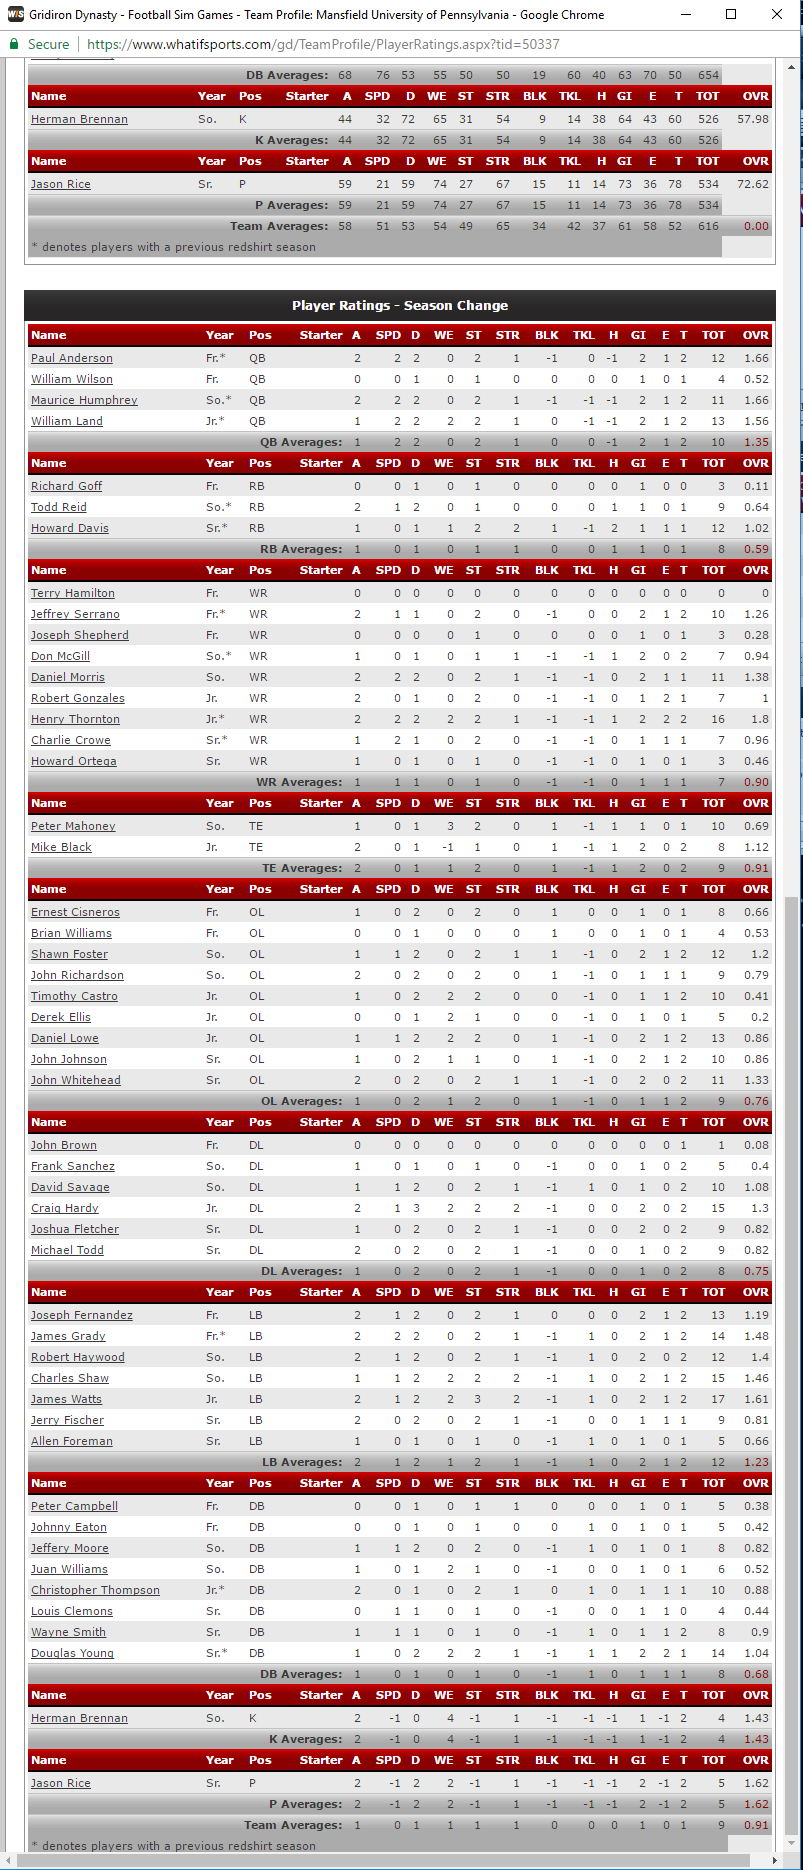 Gridiron Dynasty - Football Sim Games - Team Profile: Mansfield University of Pennsylvania - Google Chrome
Secure | https://www.whatifsports.com/gd/TeamProfile/PlayerRatings.aspx?tid=50337
DB Averages: 68 76 53 55 50 50 19 60 40 63 70 50 654
Name Year Pos Starter A SPD D WE ST STR BLK TKL H GI E T TOT OVR
Herman Brennan So. K 44 32 72 65 31 54 9 14 38 64 43 60 526 57.98
K Averages: 44 32 72 65 31 54 9 14 38 64 43 60 526
Name Year Pos Starter A SPD D WE ST STR BLK TKL H GI E T TOT OVR
Jason Rice Sr. P 59 21 59 74 27 67 15 11 14 73 36 78 534 72.62
P Averages: 59 21 59 74 27 67 15 11 14 73 36 78 534
Team Averages: 58 51 53 54 49 65 34 42 37 61 58 52 616 0.00
* denotes players with a previous redshirt season
Player Ratings - Season Change
Name Year Pos Starter A SPD D WE ST STR BLK TKL H GI E T TOT OVR
Paul Anderson Fr.* QB 2 2 2 0 2 1 -1 0 -1 2 1 2 12 1.66
William Wilson Fr. QB 0 0 1 0 1 0 0 0 0 1 0 1 4 0.52
Maurice Humphrey So.* QB 2 2 2 0 2 1 -1 -1 -1 2 1 2 11 1.66
William Land Jr.* QB 1 2 2 2 2 1 0 -1 -1 2 1 2 13 1.56
QB Averages: 1 2 2 0 2 1 0 0 -1 2 1 2 10 1.35
Name Year Pos Starter A SPD D WE ST STR BLK TKL H GI E T TOT OVR
Richard Goff Fr. RB 0 0 1 0 1 0 0 0 0 1 0 0 3 0.11
Todd Reid So.* RB 2 1 2 0 1 0 0 0 1 1 0 1 9 0.64
Howard Davis Sr.* RB 1 0 1 1 2 2 1 -1 2 1 1 1 12 1.02
RB Averages: 1 0 1 0 1 1 0 0 1 1 0 1 8 0.59
Name Year Pos Starter A SPD D WE ST STR BLK TKL H GI E T TOT OVR
Terry Hamilton Fr. WR 0 0 0 0 0 0 0 0 0 0 0 0 0 0
Jeffrey Serrano Fr.* WR 2 1 1 0 2 0 -1 0 0 2 1 2 10 1.26
Joseph Shepherd Fr. WR 0 0 0 0 1 0 0 0 0 1 0 1 3 0.28
Don McGill So.* WR 1 0 1 0 1 1 -1 -1 1 2 0 2 7 0.94
Daniel Morris So. WR 2 2 2 0 2 1 -1 -1 0 2 1 1 11 1.38
Robert Gonzales Jr. WR 2 0 1 0 2 0 -1 -1 0 1 2 1 7 1
Henry Thornton Jr.* WR 2 2 2 2 2 1 -1 -1 1 2 2 2 16 1.8
Charlie Crowe Sr.* WR 1 2 1 0 2 0 -1 -1 0 1 1 1 7 0.96
Howard Ortega Sr. WR 1 0 1 0 1 0 -1 -1 0 1 0 1 3 0.46
WR Averages: 1 1 1 0 1 0 -1 -1 0 1 1 1 7 0.90
Name Year Pos Starter A SPD D WE ST STR BLK TKL H GI E T TOT OVR
Peter Mahoney So. TE 1 0 1 3 2 0 1 -1 1 1 0 1 10 0.69
Mike Black Jr. TE 2 0 1 -1 1 0 1 -1 1 2 0 2 8 1.12
TE Averages: 2 0 1 1 2 0 1 -1 1 2 0 2 9 0.91
Name Year Pos Starter A SPD D WE ST STR BLK TKL H GI E T TOT OVR
Ernest Cisneros Fr. OL 1 0 2 0 2 0 1 0 0 1 0 1 8 0.66
Brian Williams Fr. OL 0 0 1 0 0 0 1 0 0 1 0 1 4 0.53
Shawn Foster So. OL 1 1 2 0 2 1 1 -1 0 2 1 2 12 1.2
John Richardson So. OL 2 0 2 0 2 0 1 -1 0 1 1 1 9 0.79
Timothy Castro Jr. OL 1 0 2 2 2 0 0 -1 0 1 1 2 10 0.41
Derek Ellis Jr. OL 0 0 1 2 1 0 0 -1 0 1 0 1 5 0.2
Daniel Lowe Jr. OL 1 1 2 2 2 0 1 -1 0 2 1 2 13 0.86
John Johnson Sr. OL 1 0 2 1 1 0 1 -1 0 2 1 2 10 0.86
John Whitehead Sr. OL 2 0 2 0 2 1 1 -1 0 2 0 2 11 1.33
OL Averages: 1 0 2 1 2 0 1 -1 0 1 1 2 9 0.76
Name Year Pos Starter A SPD D WE ST STR BLK TKL H GI E T TOT OVR
John Brown Fr. DL 0 0 0 0 0 0 0 0 0 0 0 1 1 0.08
Frank Sanchez So. DL 1 0 1 0 1 0 -1 0 0 1 0 2 5 0.4
David Savage So. DL 1 1 2 0 2 1 -1 1 0 1 0 2 10 1.08
Craig Hardy Jr. DL 2 1 3 2 2 2 -1 0 0 2 0 2 15 1.3
Joshua Fletcher Sr. DL 1 0 2 0 2 1 -1 0 0 2 0 2 9 0.82
Michael Todd Sr. DL 2 0 2 0 2 1 -1 0 0 1 0 2 9 0.82
DL Averages: 1 0 2 0 2 1 -1 0 0 1 0 2 8 0.75
Name Year Pos Starter A SPD D WE ST STR BLK TKL H GI E T TOT OVR
Joseph Fernandez Fr. LB 2 1 2 0 2 1 0 0 0 2 1 2 13 1.19
James Grady Fr.* LB 2 2 2 0 2 1 -1 1 0 2 1 2 14 1.48
Robert Haywood So. LB 2 1 2 0 2 1 -1 1 0 2 0 2 12 1.4
Charles Shaw So. LB 1 1 2 2 2 2 -1 1 0 2 1 2 15 1.46
James Watts Jr. LB 2 1 2 2 3 2 -1 1 0 2 1 2 17 1.61
Jerry Fischer Sr. LB 2 0 2 0 2 1 -1 0 0 1 1 1 9 0.81
Allen Foreman Sr. LB 1 0 1 0 1 0 -1 1 0 1 0 1 5 0.66
LB Averages: 2 1 2 1 2 1 -1 1 0 2 1 2 12 1.23
Name Year Pos Starter A SPD D WE ST STR BLK TKL H GI E T TOT OVR
Peter Campbell Fr. DB 0 0 1 0 1 1 0 0 0 1 0 1 5 0.38
Johnny Eaton Fr. DB 0 0 1 0 1 0 0 1 0 1 0 1 5 0.42
Jeffery Moore So. DB 1 1 2 0 2 0 -1 1 0 1 0 1 8 0.82
Juan Williams So. DB 1 0 1 2 1 0 -1 0 0 1 0 1 6 0.52
Christopher Thompson Jr.* DB 2 0 1 0 2 1 0 1 0 1 1 1 10 0.88
Louis Clemons Sr. DB 0 1 1 0 1 0 -1 0 0 1 1 0 4 0.44
Wayne Smith Sr. DB 1 1 1 0 1 0 -1 1 0 1 1 2 8 0.9
Douglas Young Sr.* DB 1 0 2 2 2 1 -1 1 1 2 2 1 14 1.04
DB Averages: 1 0 1 0 1 0 -1 1 0 1 1 1 8 0.68
Name Year Pos Starter A SPD D WE ST STR BLK TKL H GI E T TOT OVR
Herman Brennan So. K 2 -1 0 4 -1 1 -1 -1 -1 1 -1 2 4 1.43
K Averages: 2 -1 0 4 -1 1 -1 -1 -1 1 -1 2 4 1.43
Name Year Pos Starter A SPD D WE ST STR BLK TKL H GI E T TOT OVR
Jason Rice Sr. P 2 -1 2 2 -1 1 -1 -1 -1 2 -1 2 5 1.62
P Averages: 2 -1 2 2 -1 1 -1 -1 -1 2 -1 2 5 1.62
Team Averages: 1 0 1 1 1 1 0 0 0 1 0 1 9 0.91
* denotes players with a previous redshirt season